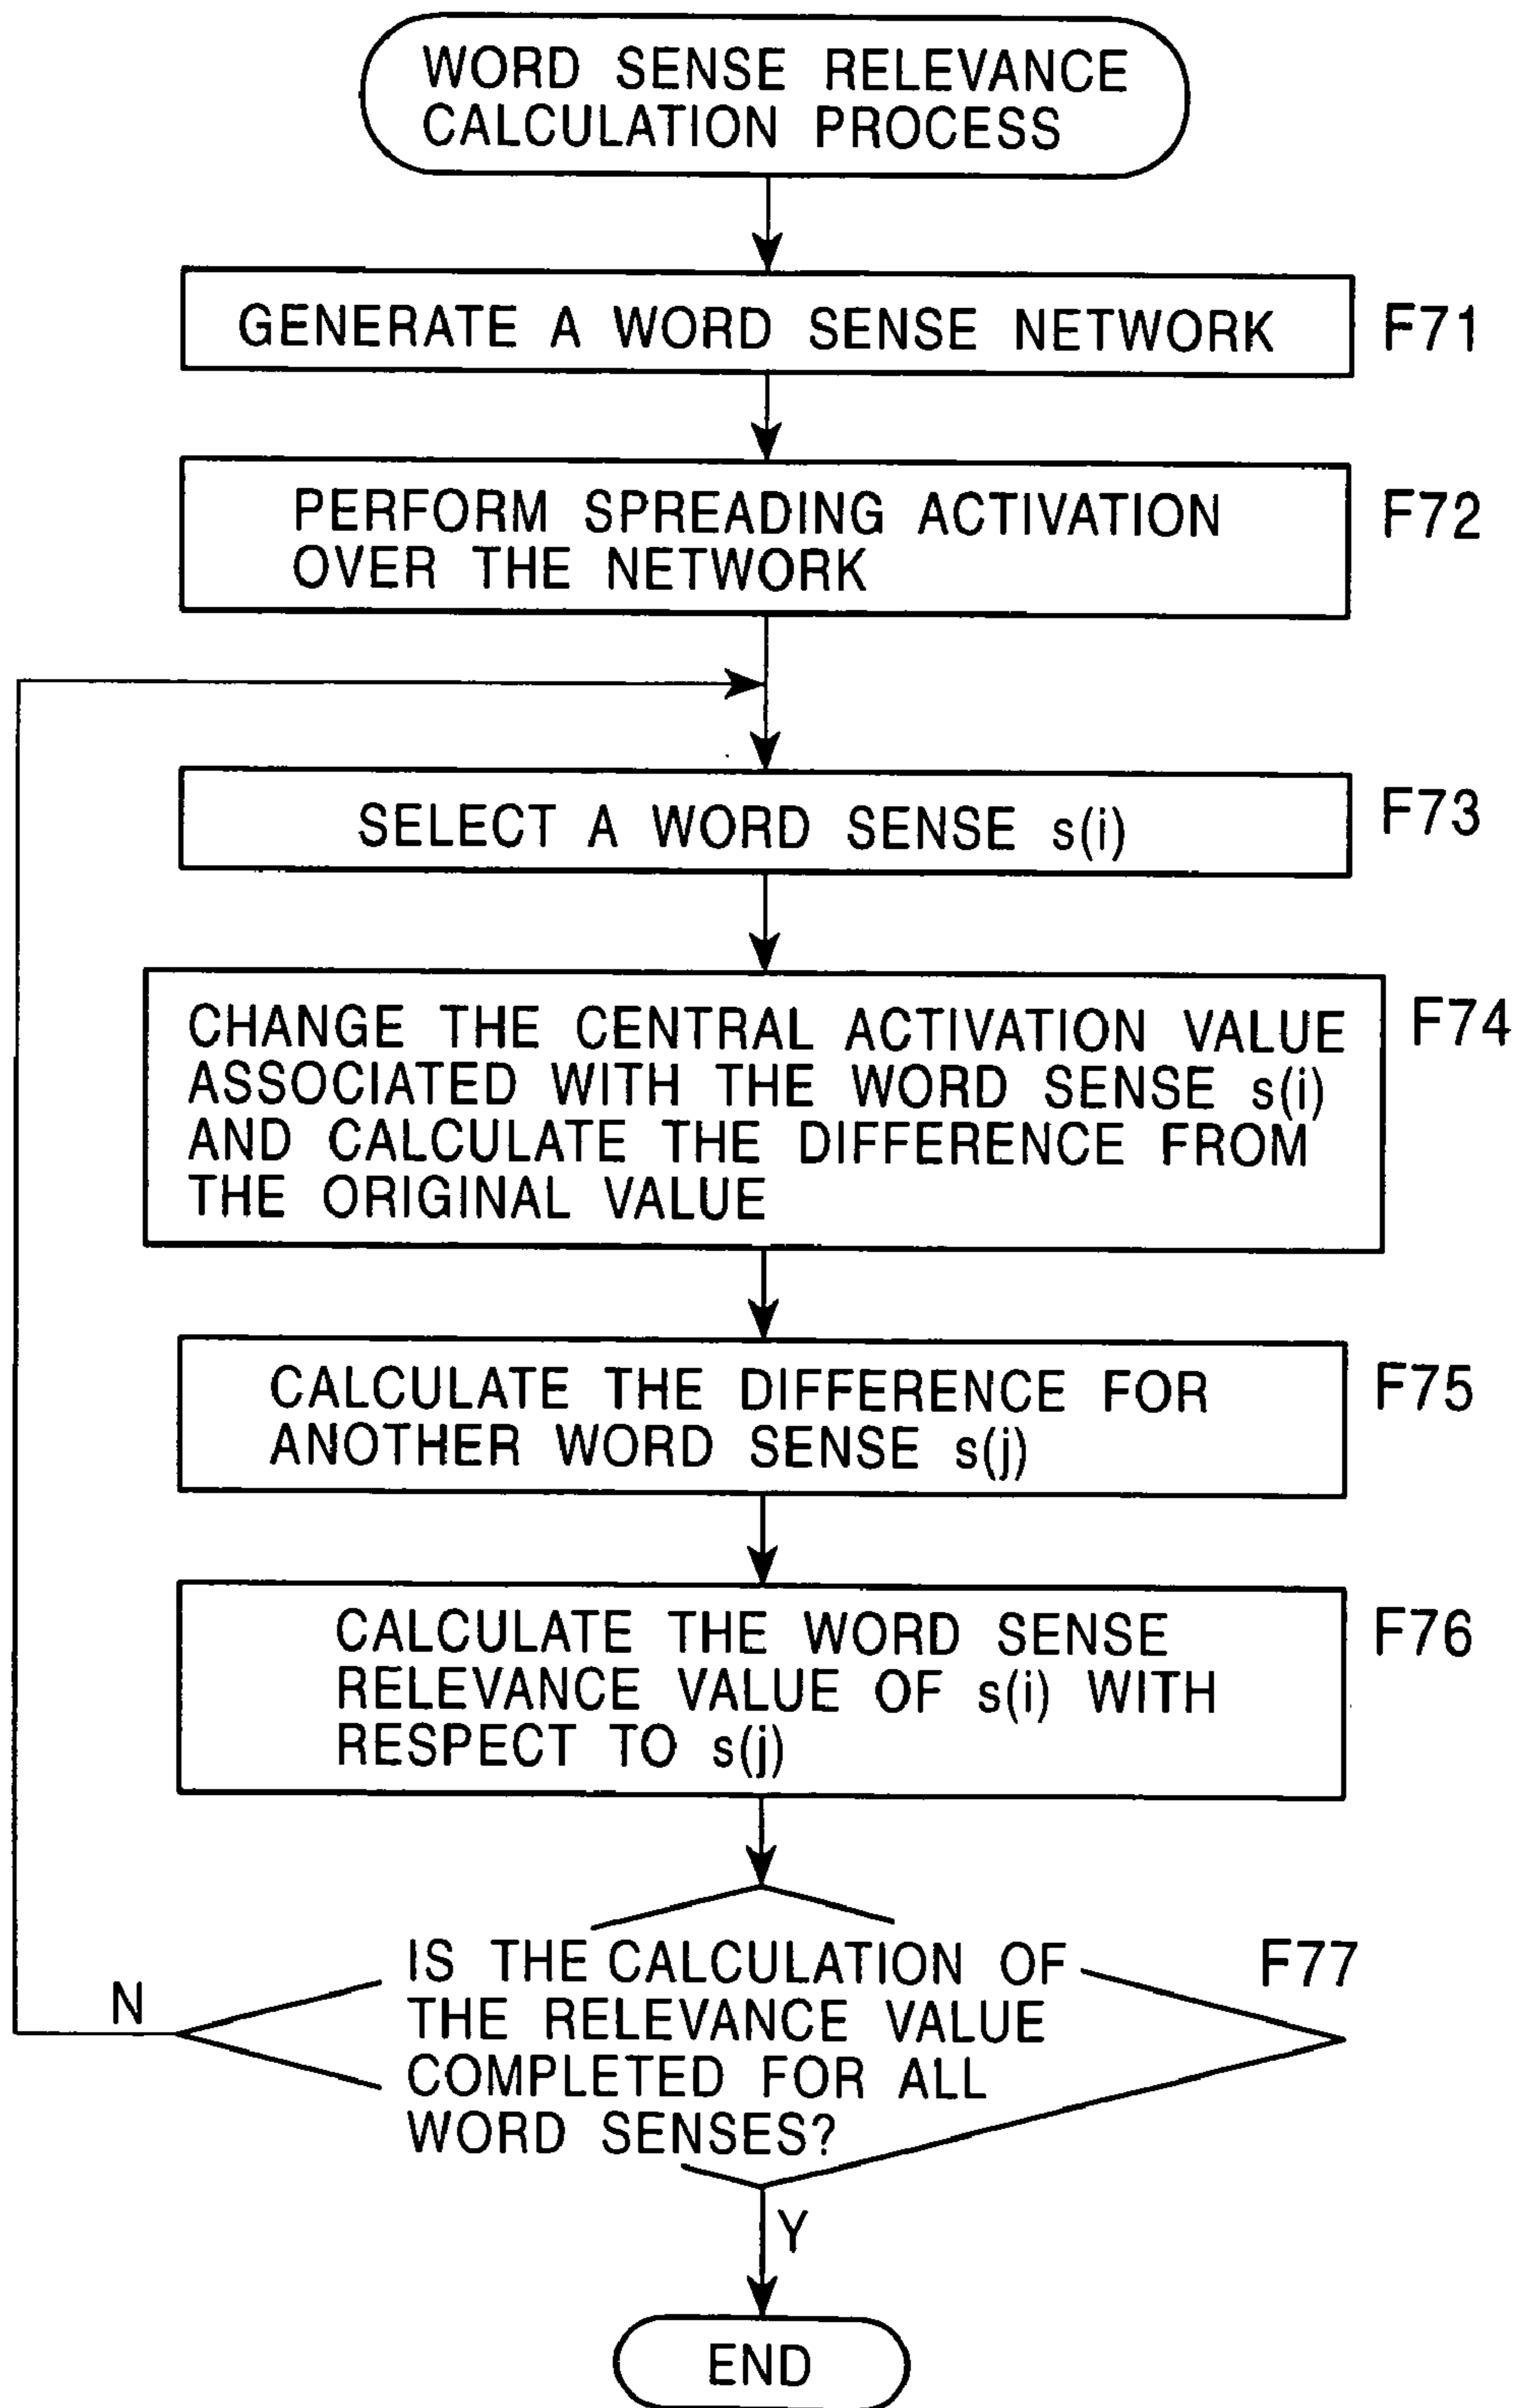 WORD SENSE RELEVANCE
CALCULATION PROCESS
GENERATE A WORD SENSE NETWORK
F71
PERFORM SPREADING ACTIVATION
OVER THE NETWORK
F72
SELECT A WORD SENSE s(i)
F73
CHANGE THE CENTRAL ACTIVATION VALUE
ASSOCIATED WITH THE WORD SENSE s(i)
AND CALCULATE THE DIFFERENCE FROM
THE ORIGINAL VALUE
F74
CALCULATE THE DIFFERENCE FOR
ANOTHER WORD SENSE s(j)
F75
CALCULATE THE WORD SENSE
RELEVANCE VALUE OF s(i) WITH
RESPECT TO s(j)
F76
IS THE CALCULATION OF
THE RELEVANCE VALUE
COMPLETED FOR ALL
WORD SENSES?
F77
N
Y
END